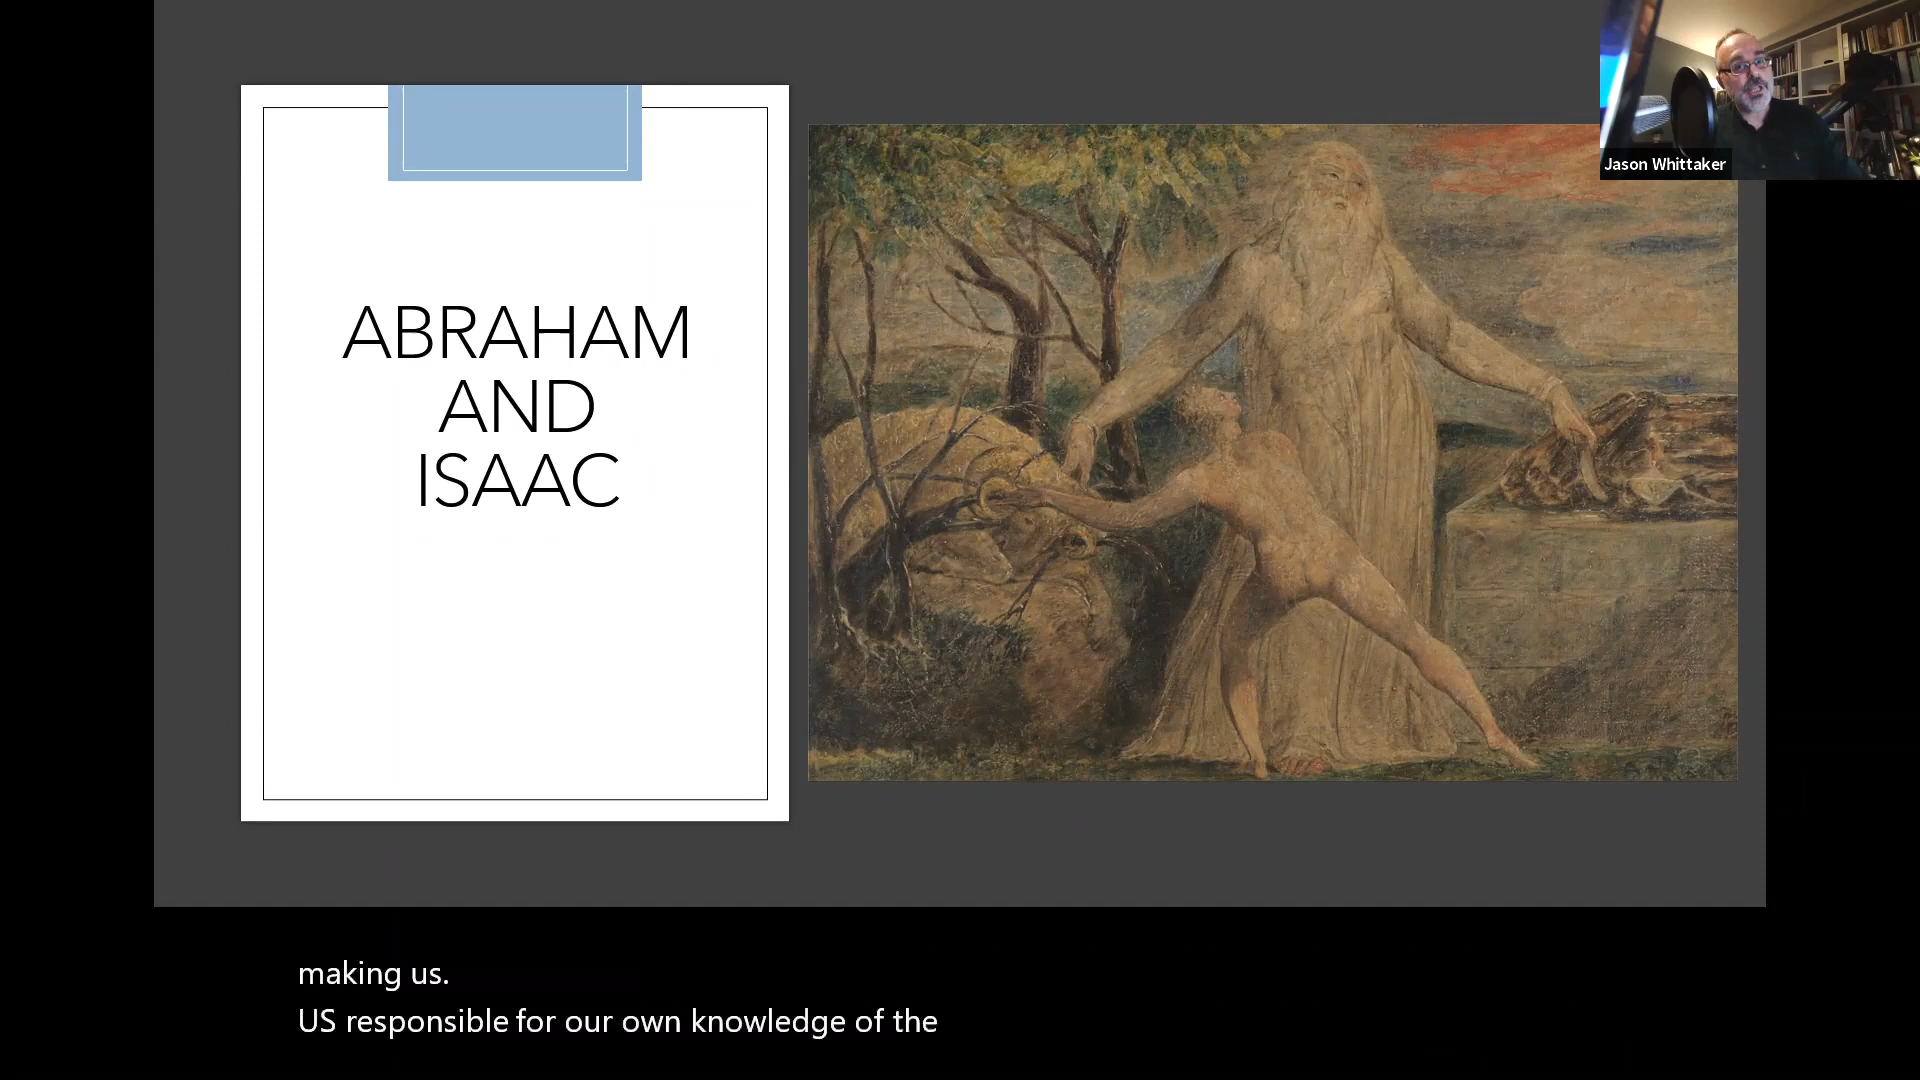 Jason Whittaker
ABRAHAM
AND
ISAAC
making us.
US responsible for our own knowledge of the